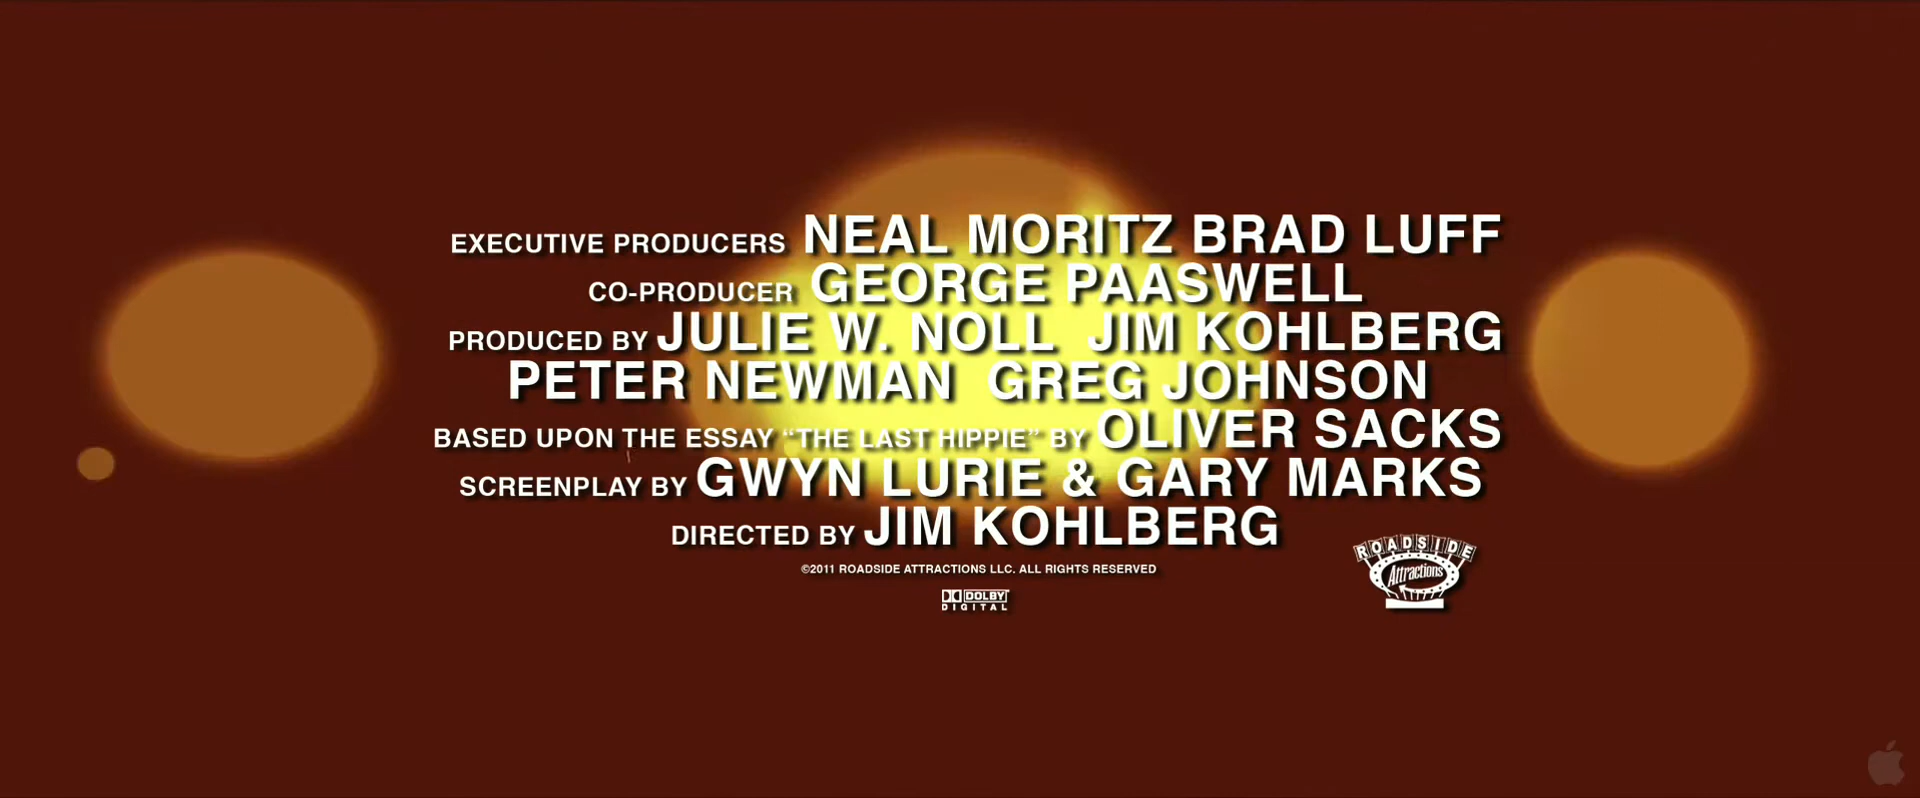 EXECUTIVE PRODUCERS NEAL MORITZ BRAD LUFF
CO-PRODUCER GEORGE PAASWELL
PRODUCED BY JULIE W. NOLL JIM KOHLBERG
PETER NEWMAN GREG JOHNSON
BASED UPON THE ESSAY “THE LAST HIPPIE” BY OLIVER SACKS
SCREENPLAY BY GWYN LURIE & GARY MARKS
DIRECTED BY JIM KOHLBERG
©2011 ROADSIDE ATTRACTIONS LLC. ALL RIGHTS RESERVED
ROADSIDE
Attractions
DOLBY
DIGITAL